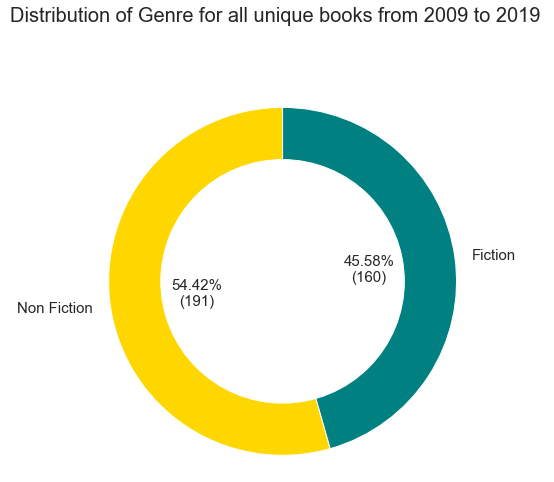 Distribution of Genre for all unique books from 2009 to 2019
45.58%
(160)
Fiction
54.42%
(191)
Non Fiction